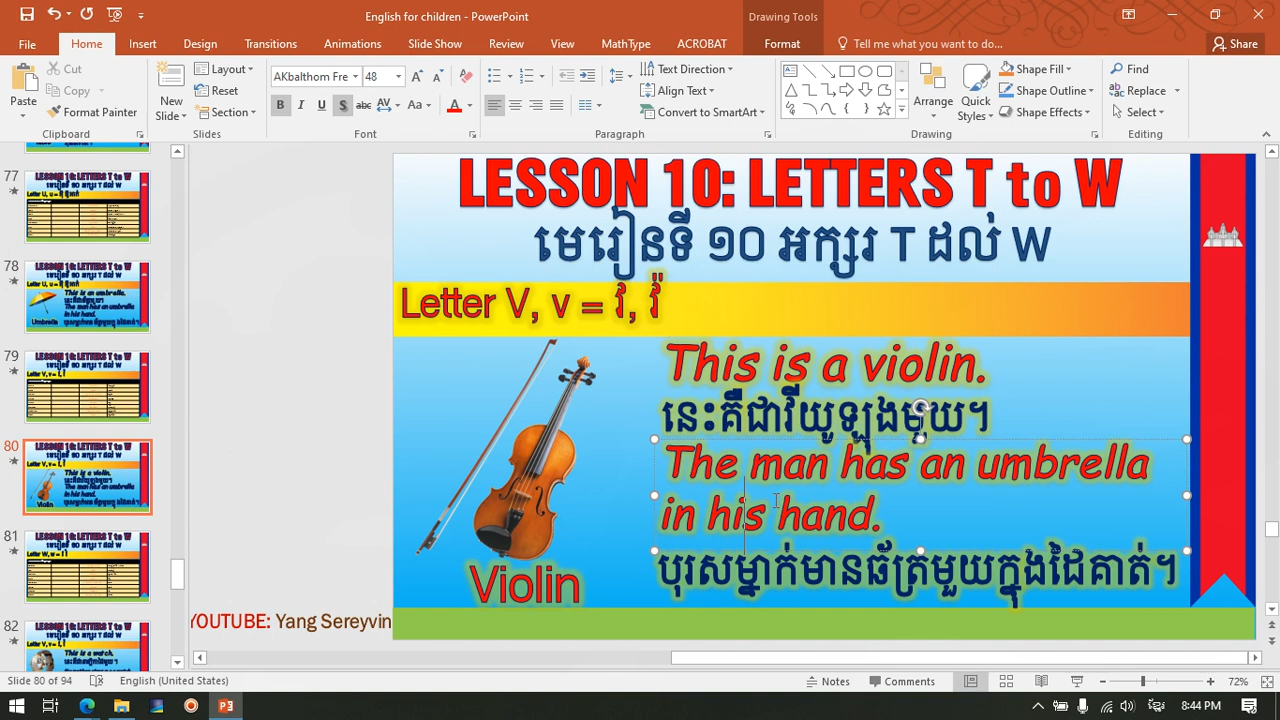 English for children - PowerPoint
Drawing Tools
File
Home
Insert
Design
Transitions
Animations
Slide Show
Review
View
MathType
ACROBAT
Format
Tell me what you want to do...
Share
Paste
Cut
Copy
Format Painter
Clipboard
New
Slide
Layout
Reset
Section
Slides
AKbalthom Fre
48
Font
Text Direction
Align Text
Convert to SmartArt
Paragraph
Arrange
Quick
Styles
Shape Fill
Shape Outline
Shape Effects
Drawing
Find
Replace
Select
Editing
77
78
79
80
81
82
LESSON 10: LETTERS T to W
មេរៀនទី ១០ អក្សរ T ដល់ W
Letter V, v = វី, វ៉ី
This is a violin.
នេះគឺជាវីយូឡុងមួយ។
The man has an umbrella
in his hand.
បុរសម្នាក់មានច័ត្រមួយក្នុងដៃគាត់។
Violin
YOUTUBE: Yang Sereyvin
Slide 80 of 94
English (United States)
Notes
Comments
72%
8:44 PM